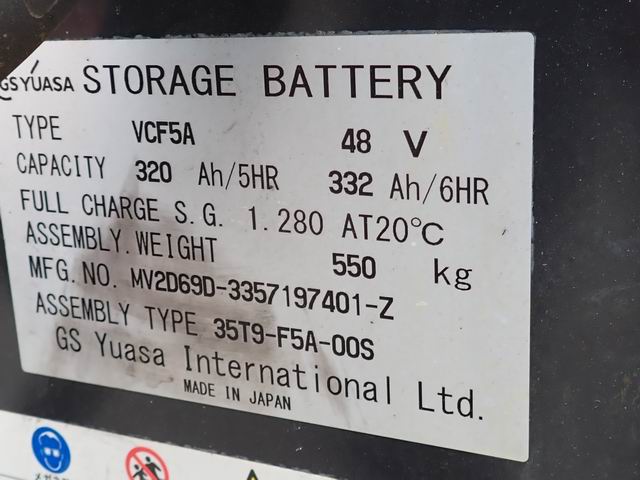 GS YUASA STORAGE BATTERY
TYPE VCF5A 48 V
CAPACITY 320 Ah/5HR 332 Ah/6HR
FULL CHARGE S.G. 1.280 AT20℃
ASSEMBLY.WEIGHT 550 kg
MFG.NO. MV2D69D-3357197401-Z
ASSEMBLY TYPE 35T9-F5A-00S
GS Yuasa International Ltd.
MADE IN JAPAN